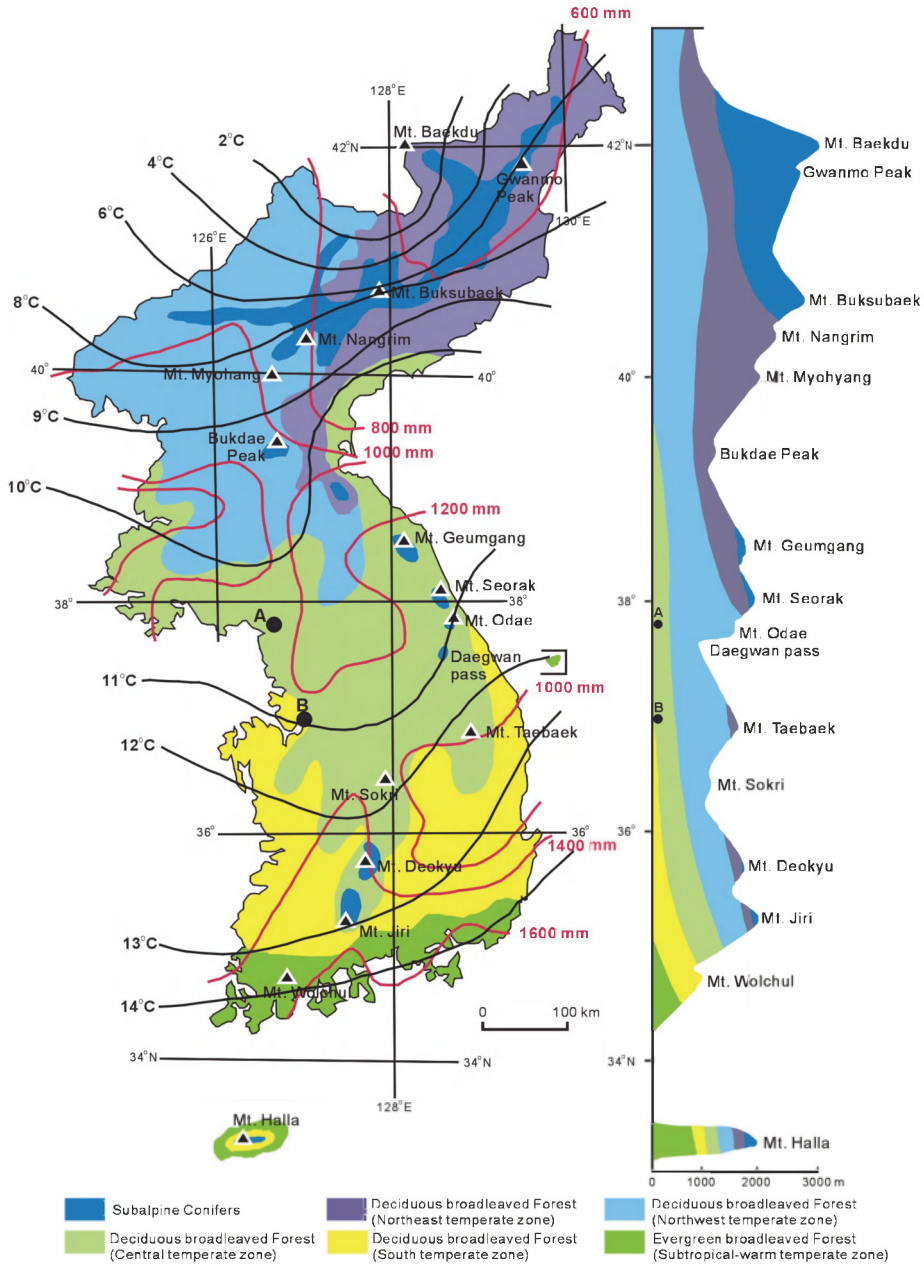 600 mm
128°E
Mt. Baekdu
42°N
2°C
4°C
Gwanmo
Peak
6°C
130°E
126°E
Mt. Buksubaek
8°C
Mt. Nangrim
40°
Mt. Myohang
40°
9°C
800 mm
Bukdae
Peak
1000 mm
10°C
1200 mm
Mt. Geumgang
Mt. Seorak
38°
38°
A
Mt. Odae
Daegwan
pass
11°C
1000 mm
B
Mt. Taebaek
12°C
Mt. Sokri
36°
36°
1400 mm
Mt. Deokyu
Mt. Jiri
13°C
1600 mm
Mt. Wolchul
14°C
0
100 km
34°N
34°N
128°E
Mt. Halla
42°N
Mt. Baekdu
Gwanmo Peak
Mt. Buksubaek
Mt. Nangrim
40°
Mt. Myohyang
Bukdae Peak
Mt. Geumgang
38°
Mt. Seorak
A
Mt. Odae
Daegwan pass
B
Mt. Taebaek
Mt. Sokri
36°
Mt. Deokyu
Mt. Jiri
Mt. Wolchul
34°N
Mt. Halla
0 1000 2000 3000 m
Subalpine Conifers
Deciduous broadleaved Forest
(Northeast temperate zone)
Deciduous broadleaved Forest
(Northwest temperate zone)
Deciduous broadleaved Forest
(Central temperate zone)
Deciduous broadleaved Forest
(South temperate zone)
Evergreen broadleaved Forest
(Subtropical-warm temperate zone)